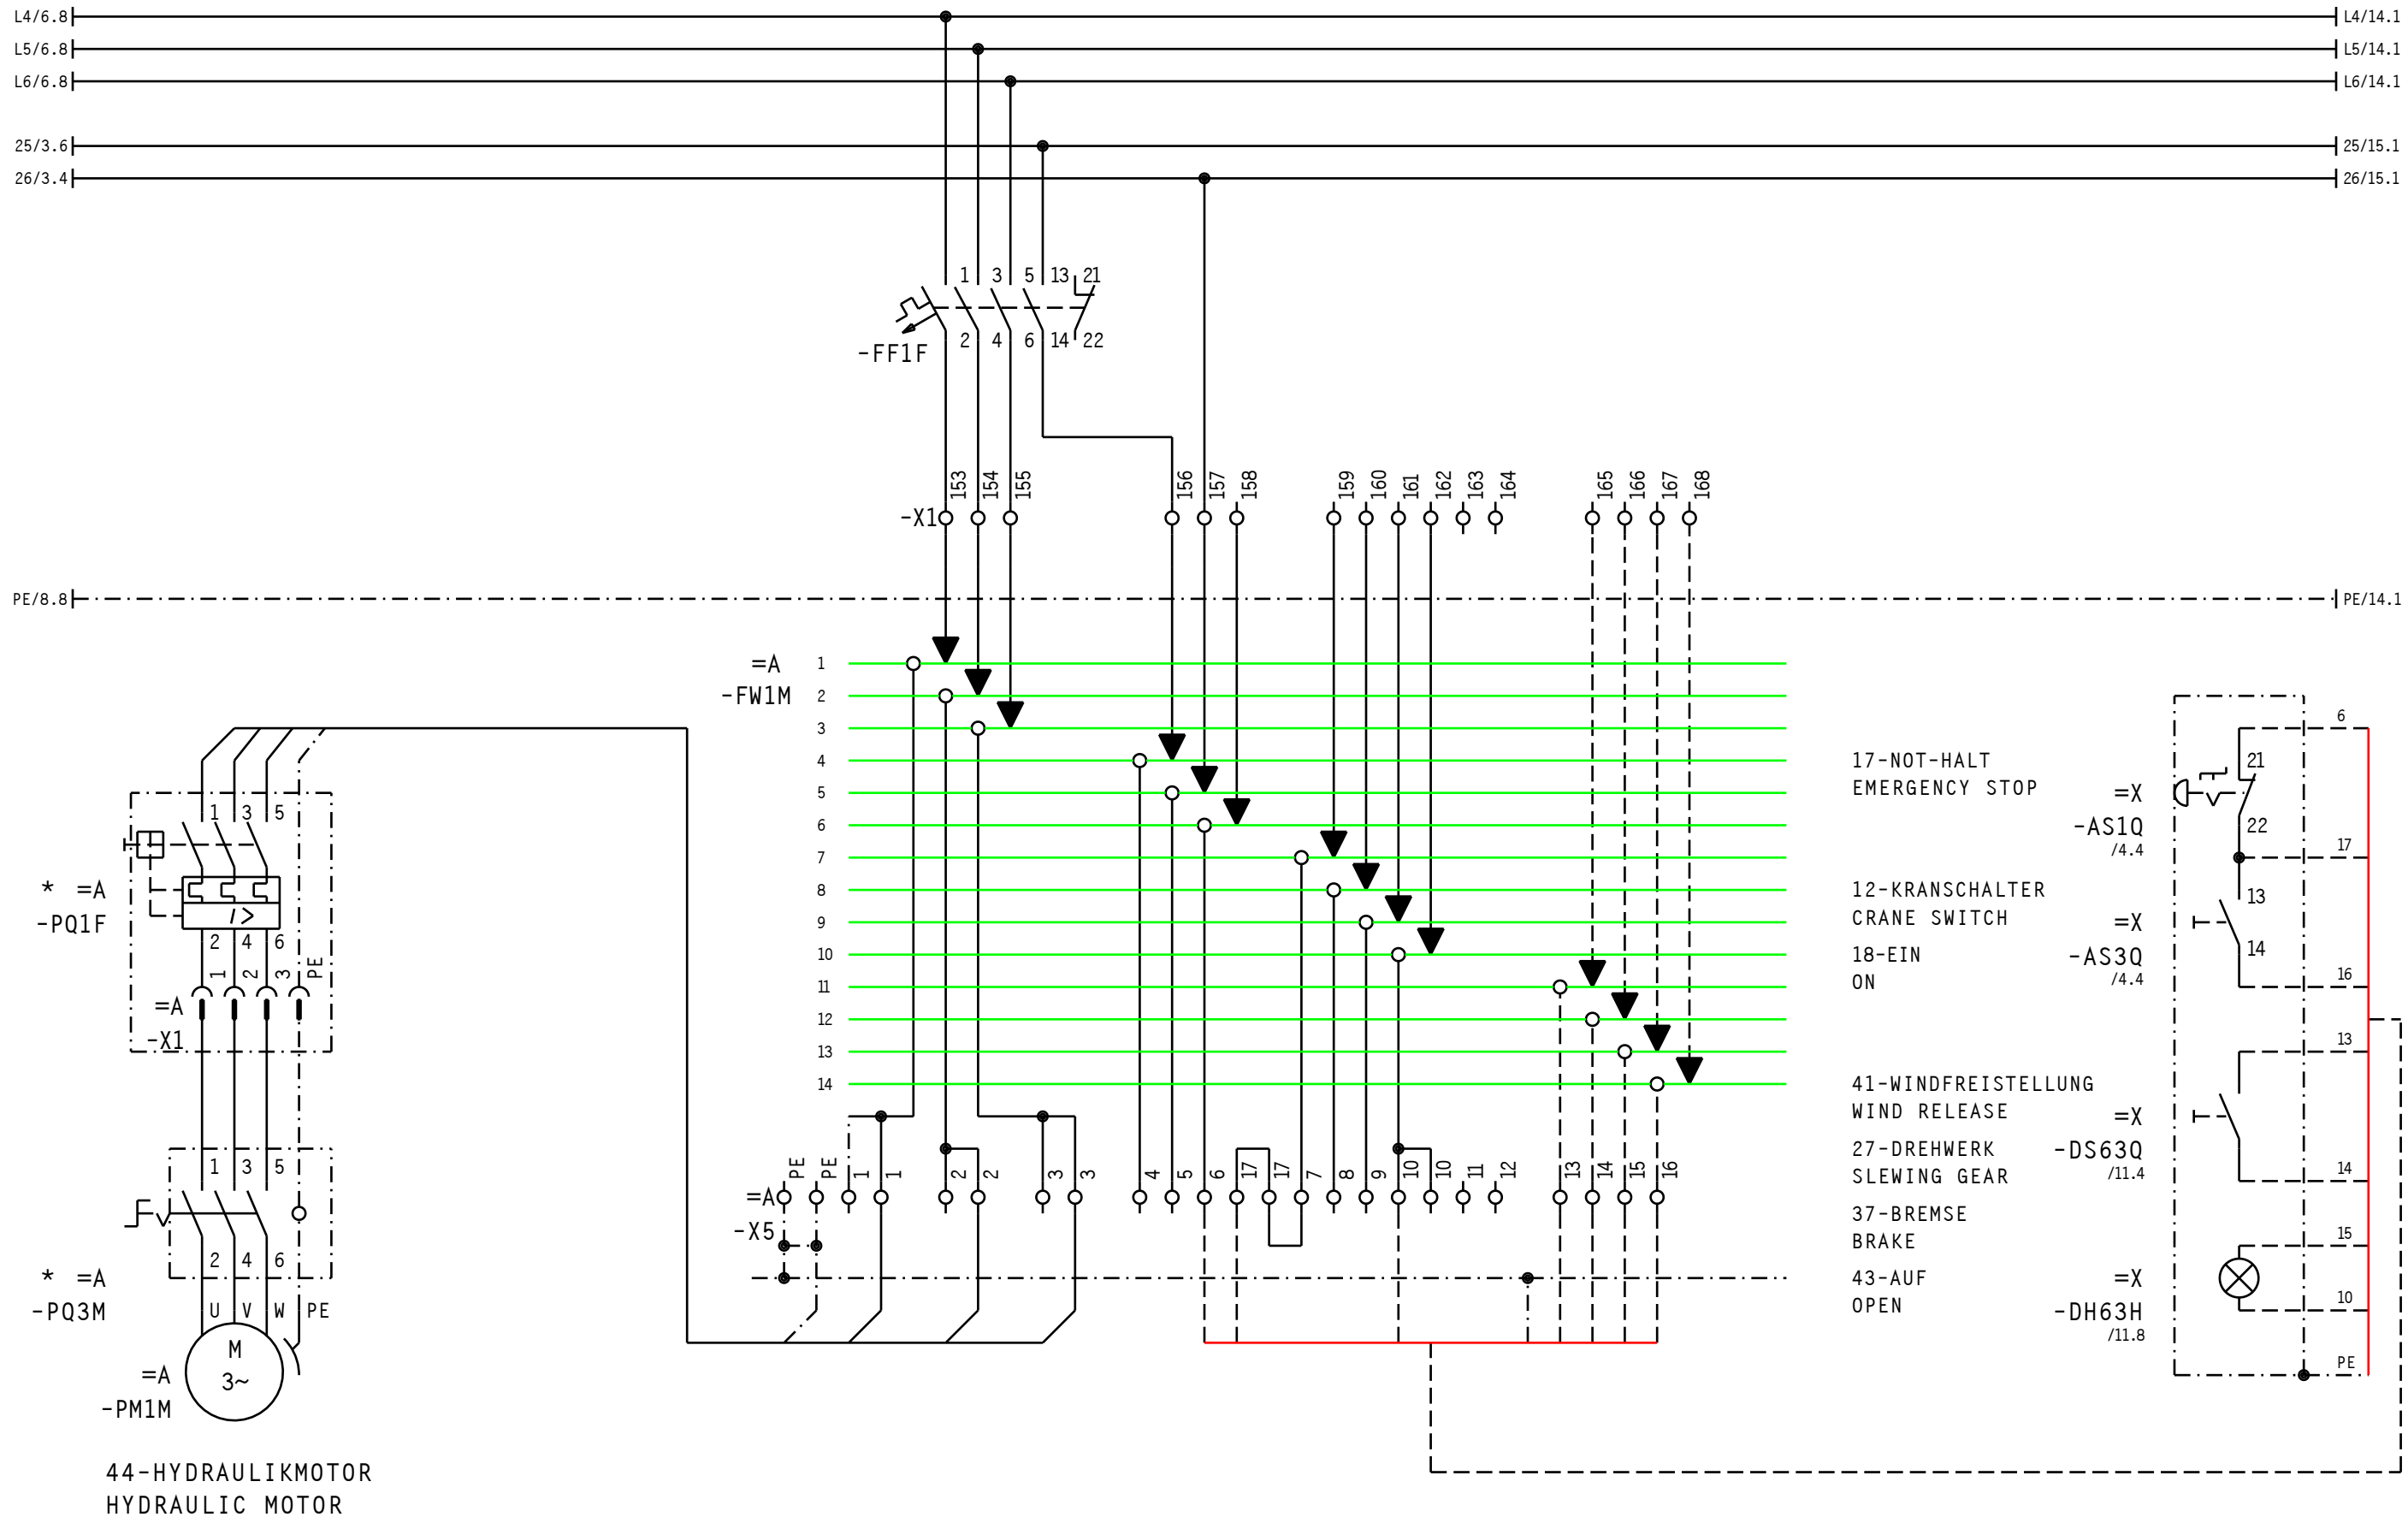 L4/6.8
L4/14.1
L5/6.8
L5/14.1
L6/6.8
L6/14.1
25/3.6
25/15.1
26/3.4
26/15.1
1 3 5 13 21
2 4 6 14 22
-FF1F
153 154 155 156 157 158 159 160 161 162 163 164 165 166 167 168
-X1
PE/8.8
PE/14.1
=A
-FW1M
1
2
3
4
5
6
7
8
9
10
11
12
13
14
1 3 5
* =A
-PQ1F
I >
2 4 6
1 2 3 PE
=A
-X1
1 3 5
2 4 6
* =A
-PQ3M
U V W PE
M
3~
=A
-PM1M
44-HYDRAULIKMOTOR
HYDRAULIC MOTOR
PE PE 1 1 2 2 3 3 4 5 6 17 17 7 8 9 10 10 11 12 13 14 15 16
=A
-X5
17-NOT-HALT
EMERGENCY STOP
12-KRANSCHALTER
CRANE SWITCH
18-EIN
ON
41-WINDFREISTELLUNG
WIND RELEASE
27-DREHWERK
SLEWING GEAR
37-BREMSE
BRAKE
43-AUF
OPEN
=X
-AS1Q
/4.4
=X
-AS3Q
/4.4
=X
-DS63Q
/11.4
=X
-DH63H
/11.8
6
21
22
17
13
14
16
13
14
15
10
PE